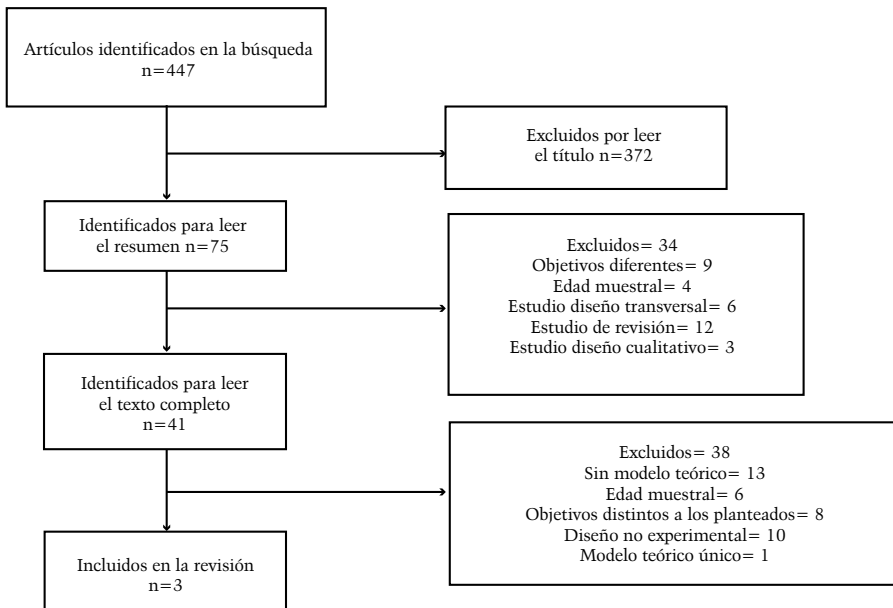 Artículos identificados en la búsqueda
n=447
Excluidos por leer
el título n=372
Identificados para leer
el resumen n=75
Excluidos= 34
Objetivos diferentes= 9
Edad muestral= 4
Estudio diseño transversal= 6
Estudio de revisión= 12
Estudio diseño cualitativo= 3
Identificados para leer
el texto completo
n=41
Excluidos= 38
Sin modelo teórico= 13
Edad muestral= 6
Objetivos distintos a los planteados= 8
Diseño no experimental= 10
Modelo teórico único= 1
Incluidos en la revisión
n=3